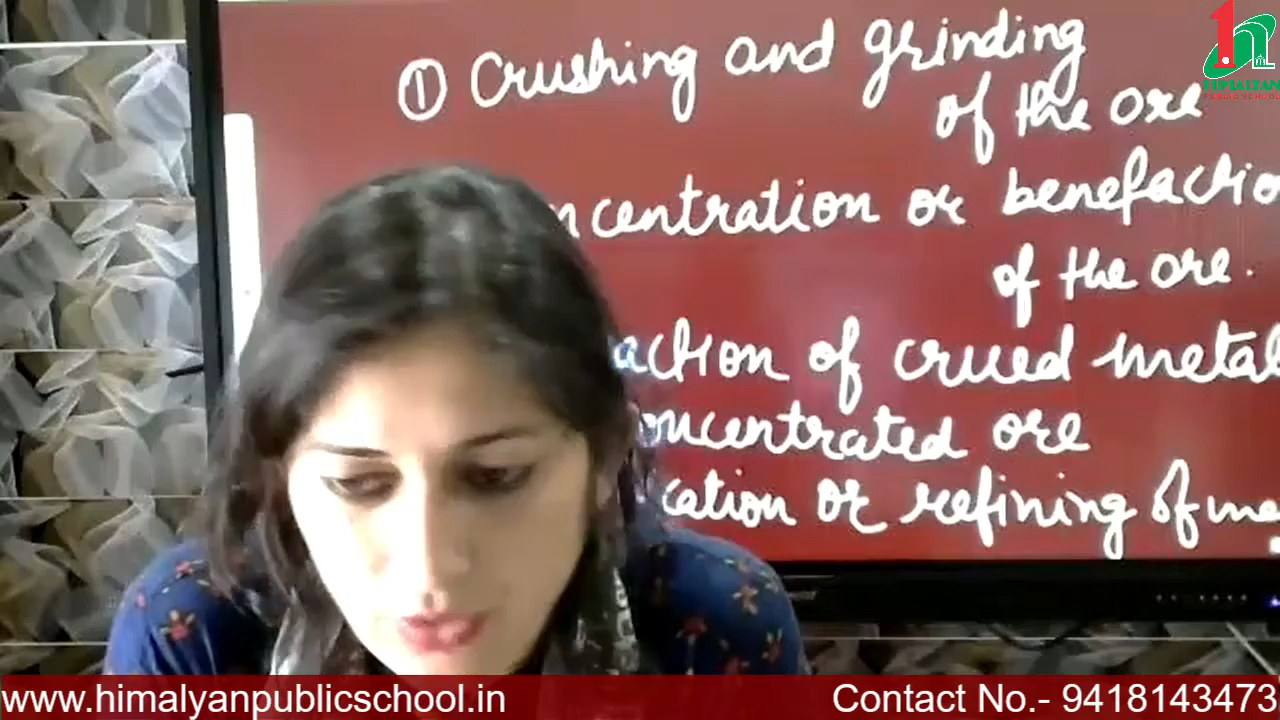 ① Crushing and grinding
of the ore
ncentration or benefactio
of the ore.
action of crued metal
oncentrated ore
cation or refining of me
www.himalyanpublicschool.in
Contact No.- 9418143473